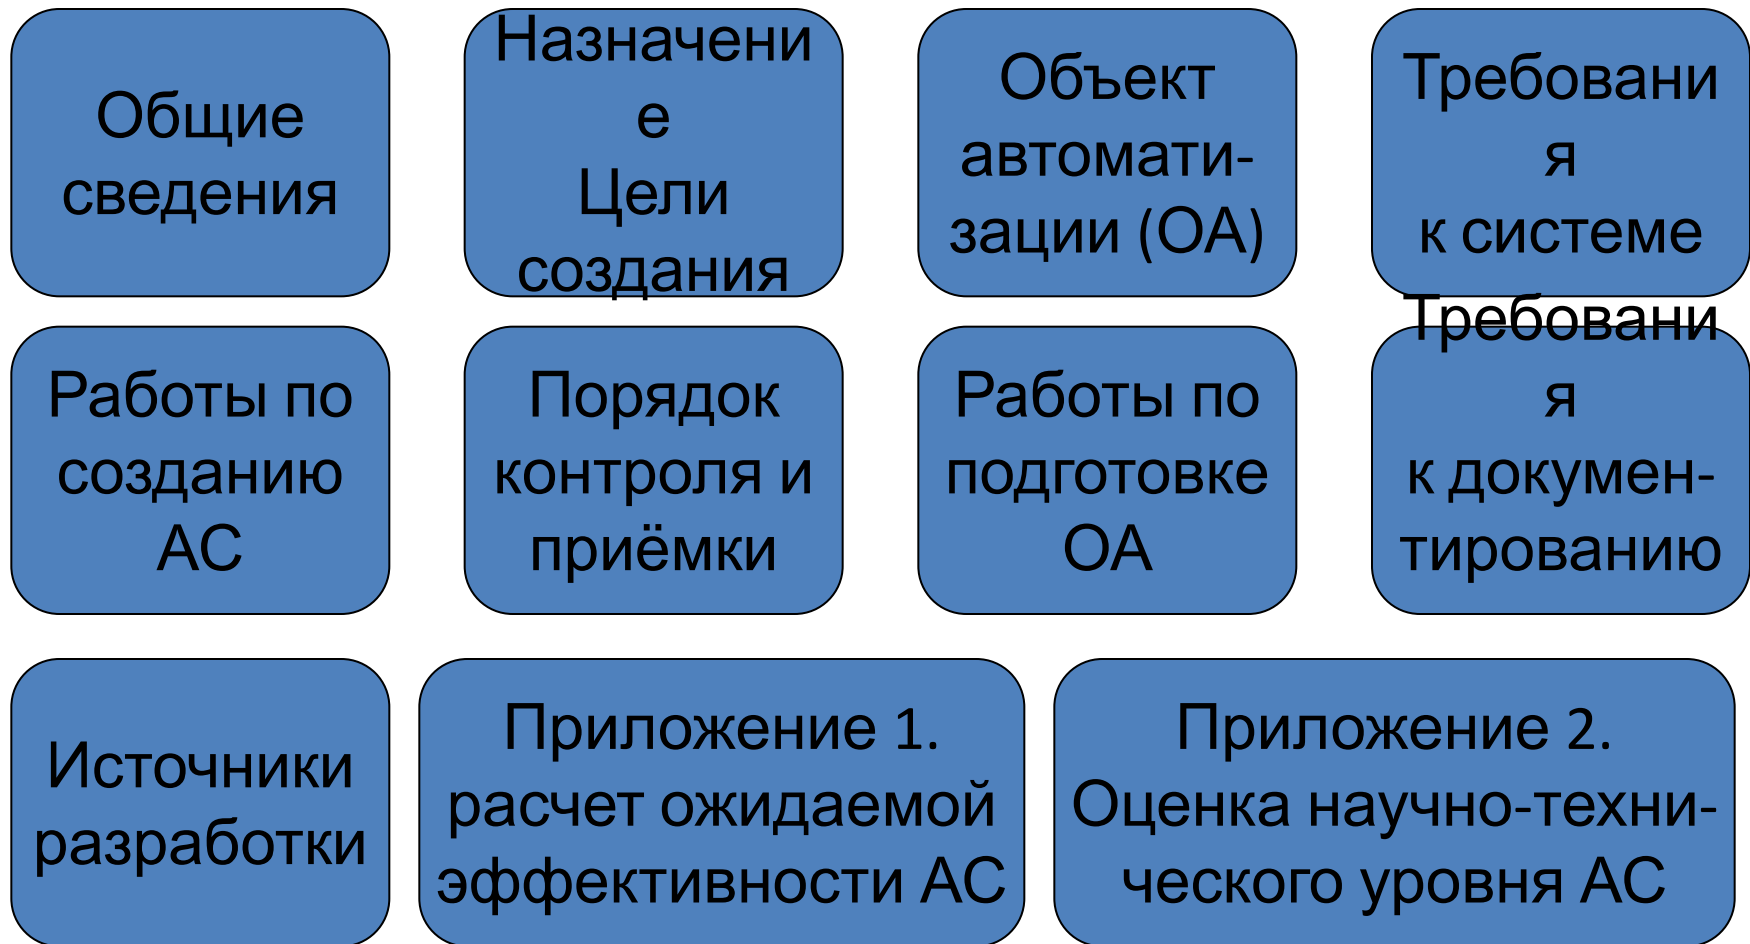 Общие
сведения
Назначени
е
Цели
создания
Объект
автомати-
зации (ОА)
Требовани
я
к системе
Работы по
созданию
АС
Порядок
контроля и
приёмки
Работы по
подготовке
ОА
Требовани
я
к докумен-
тированию
Источники
разработки
Приложение 1.
расчет ожидаемой
эффективности АС
Приложение 2.
Оценка научно-техни-
ческого уровня АС